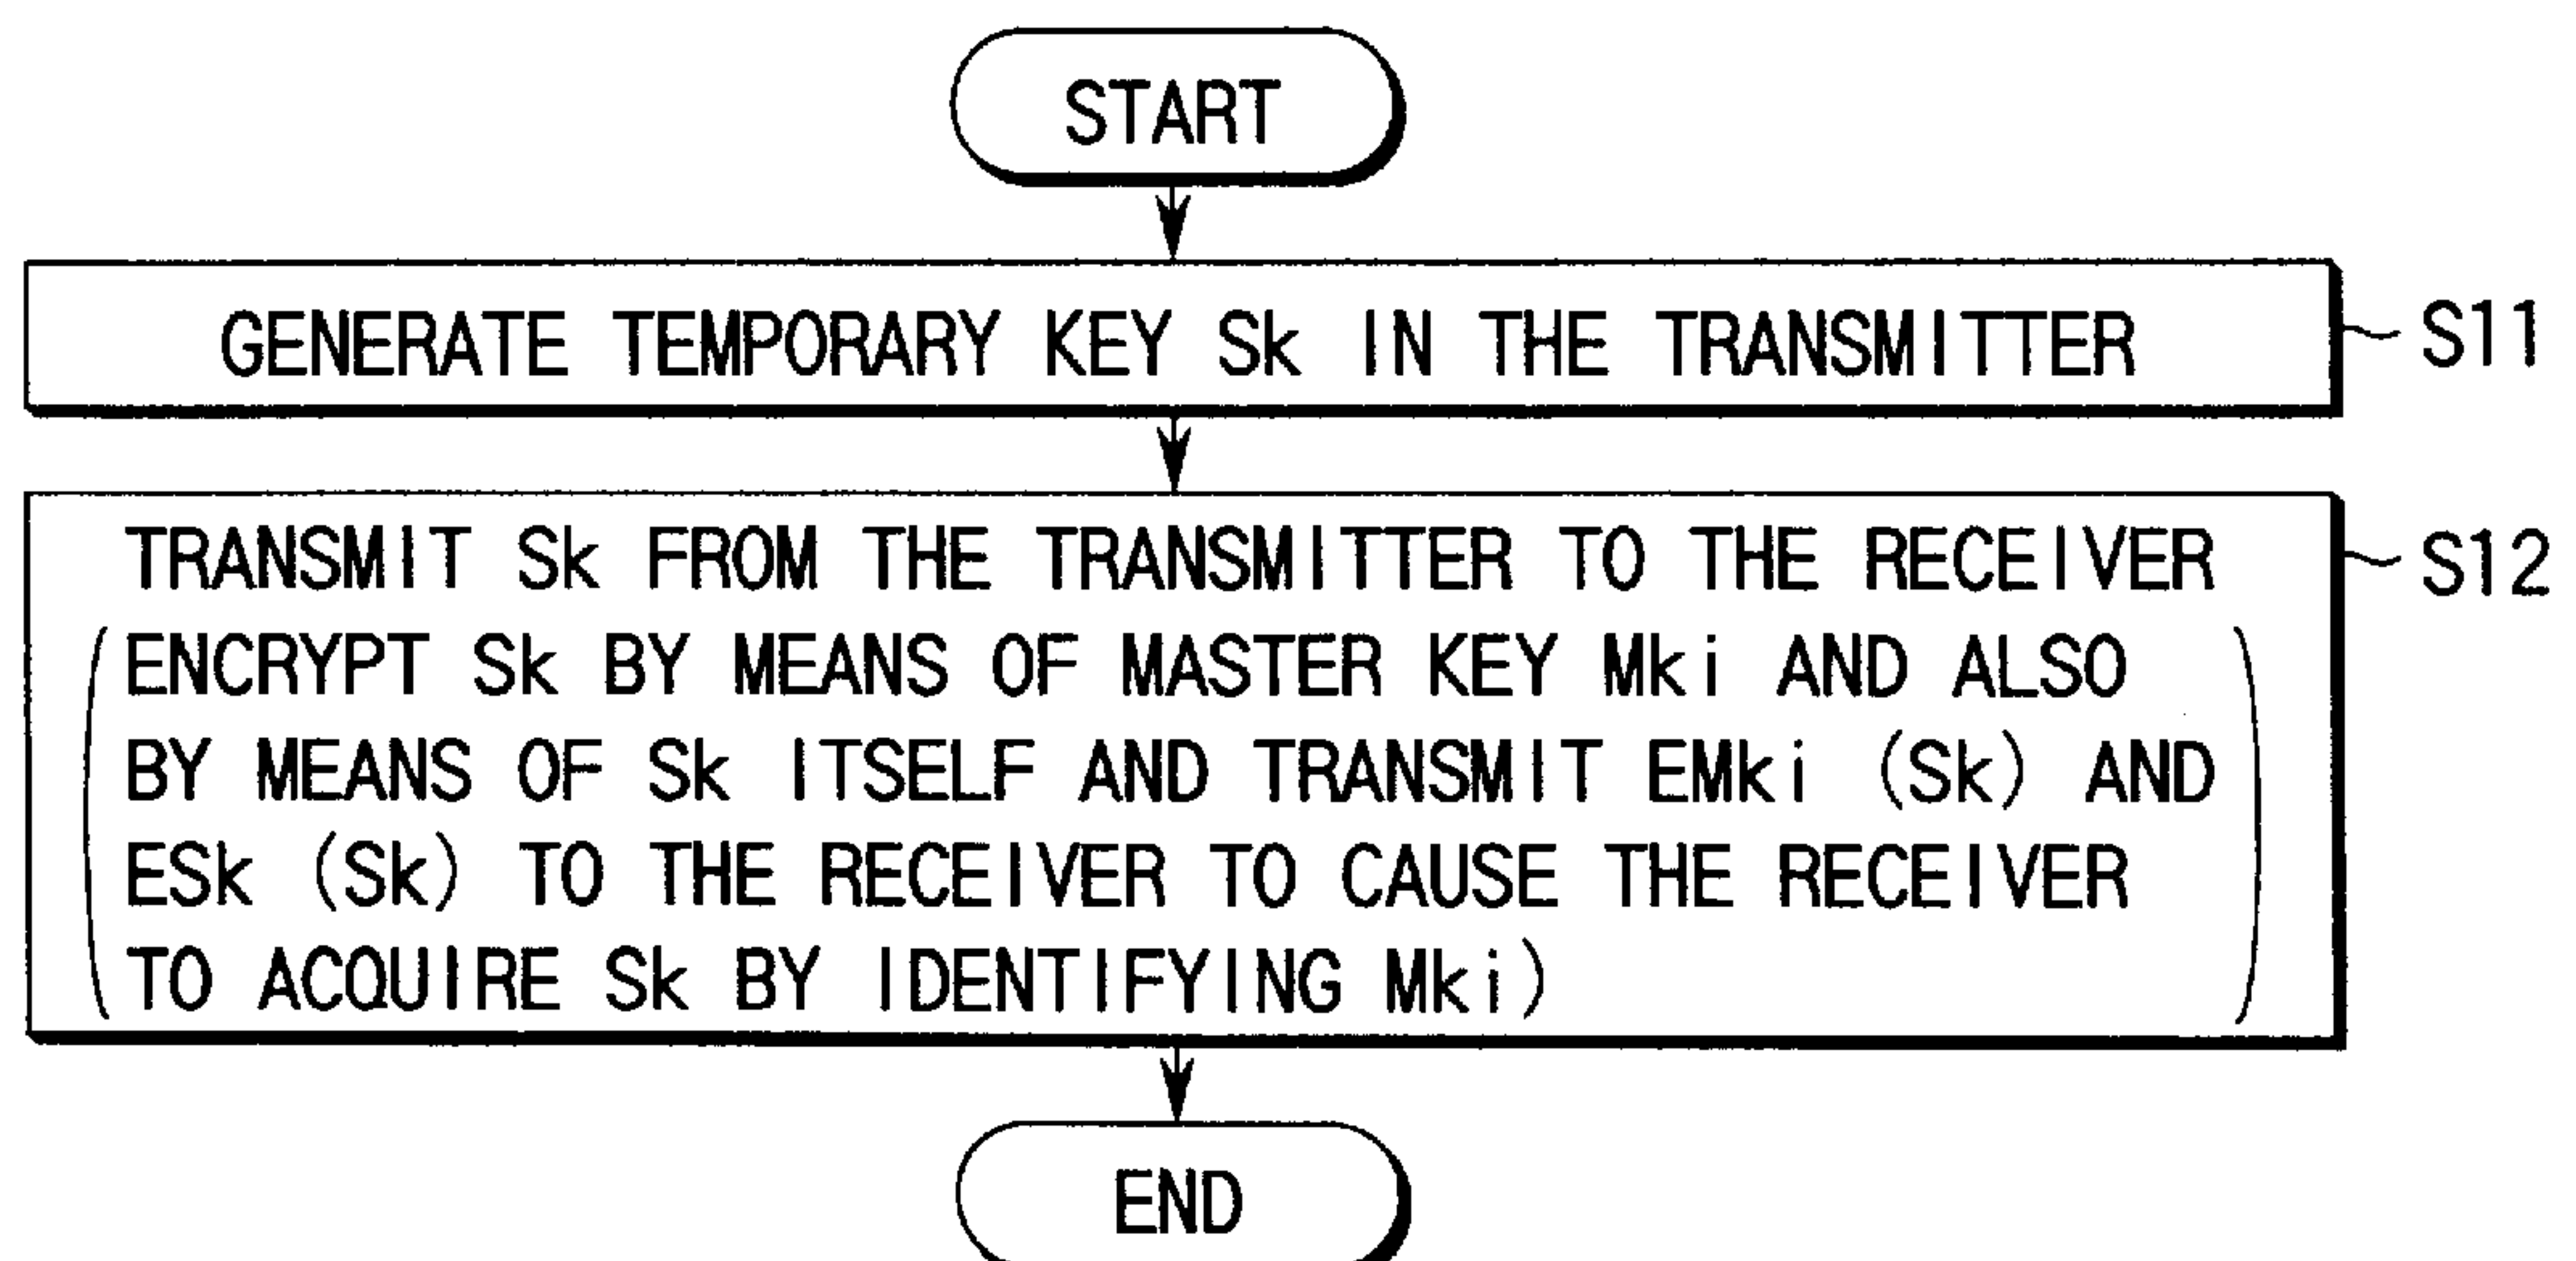 START
GENERATE TEMPORARY KEY Sk IN THE TRANSMITTER
S11
TRANSMIT Sk FROM THE TRANSMITTER TO THE RECEIVER
S12
ENCRYPT Sk BY MEANS OF MASTER KEY Mki AND ALSO
BY MEANS OF Sk ITSELF AND TRANSMIT EMki (Sk) AND
ESk (Sk) TO THE RECEIVER TO CAUSE THE RECEIVER
TO ACQUIRE Sk BY IDENTIFYING Mki)
END